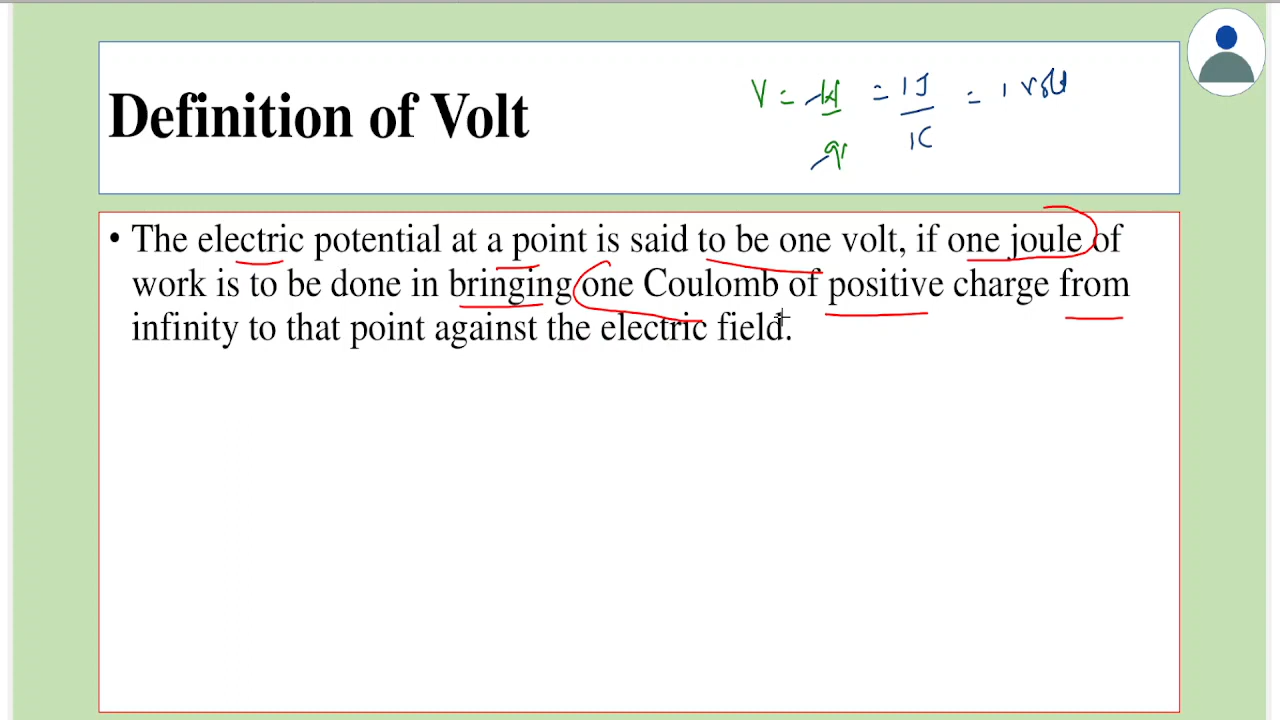 Definition of Volt
V = W/q = 1J/1C = 1 volt
• The electric potential at a point is said to be one volt, if one joule of
work is to be done in bringing one Coulomb of positive charge from
infinity to that point against the electric field.